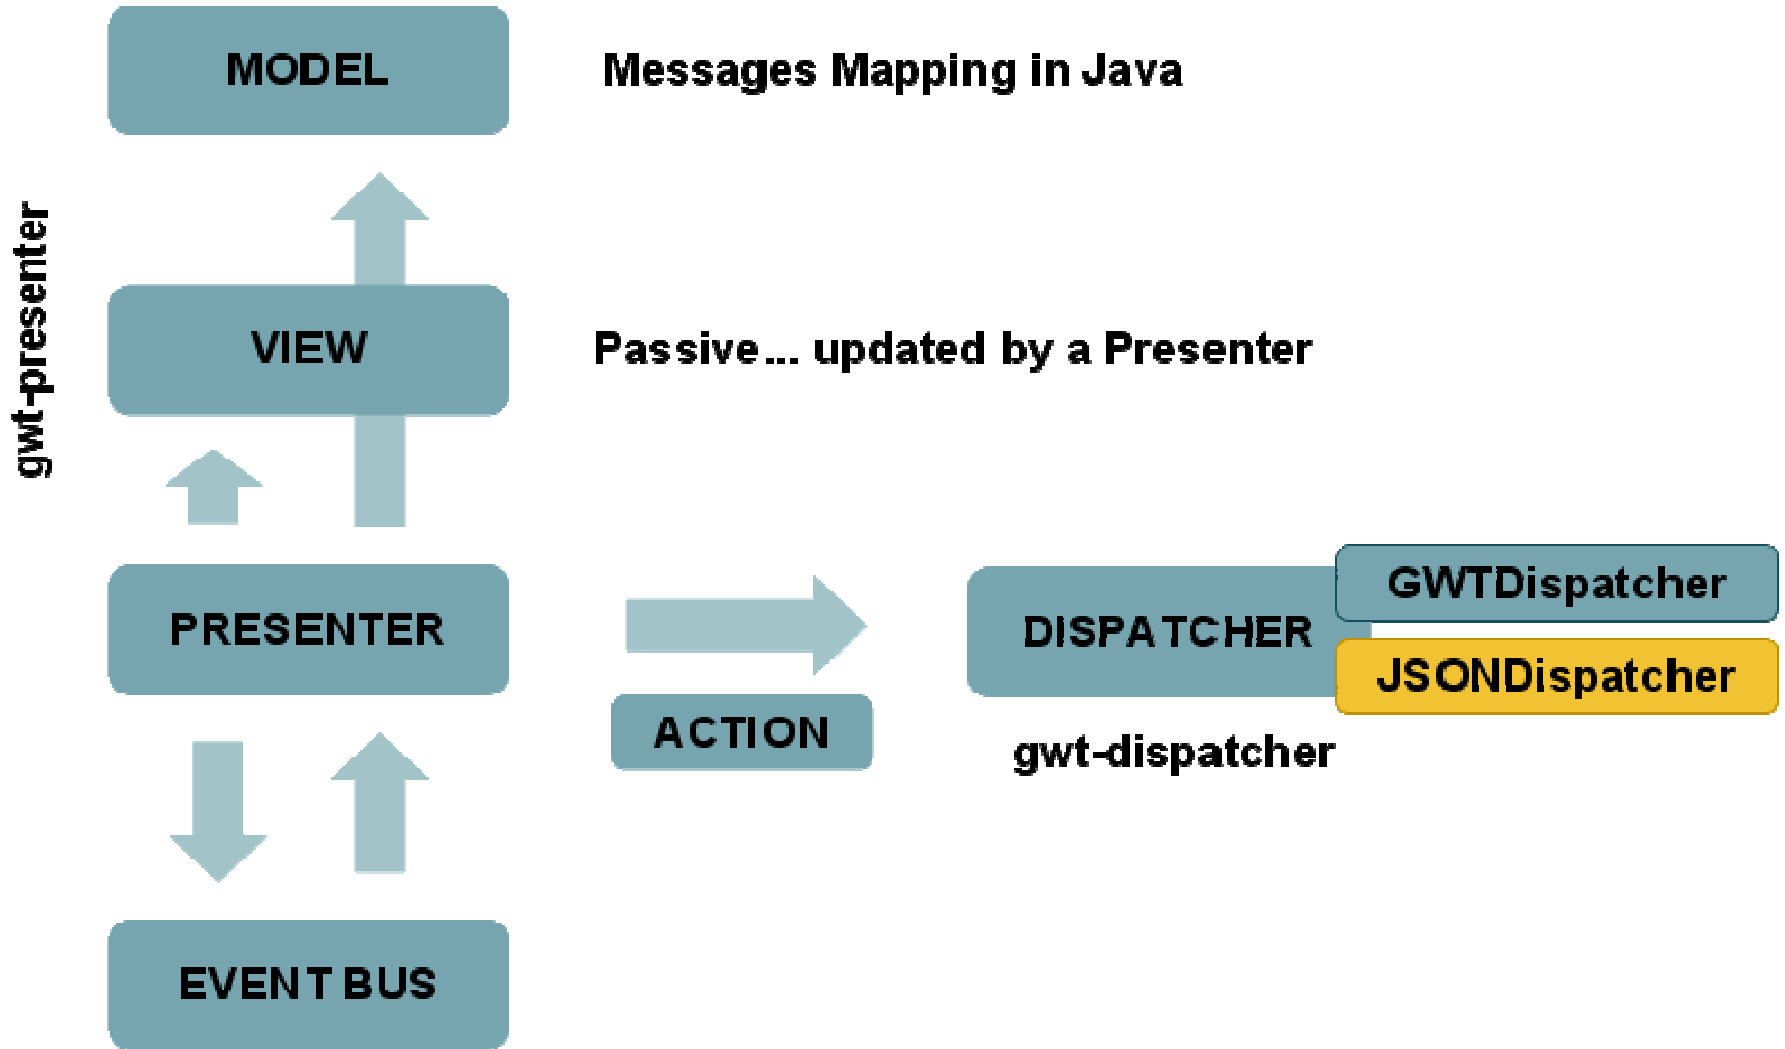 MODEL
Messages Mapping in Java
gwt-presenter
VIEW
Passive... updated by a Presenter
PRESENTER
ACTION
DISPATCHER
GWTDispatcher
JSONDispatcher
gwt-dispatcher
EVENT BUS